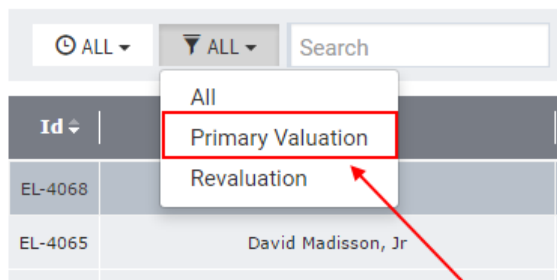 ALL ALL Search
All
Id
Primary Valuation
Revaluation
EL-4068
EL-4065 David Madisson, Jr